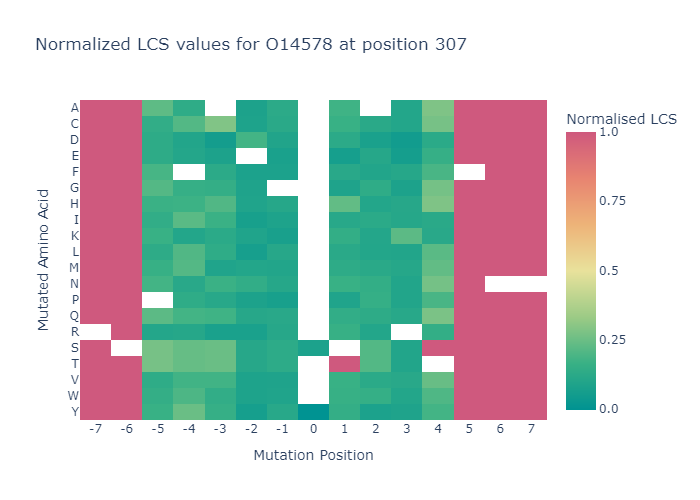 Normalized LCS values for O14578 at position 307
Normalised LCS
Mutated Amino Acid
A
C
D
E
F
G
H
I
K
L
M
N
P
Q
R
S
T
V
W
Y
-7 -6 -5 -4 -3 -2 -1 0 1 2 3 4 5 6 7
Mutation Position
1.0
0.75
0.5
0.25
0.0